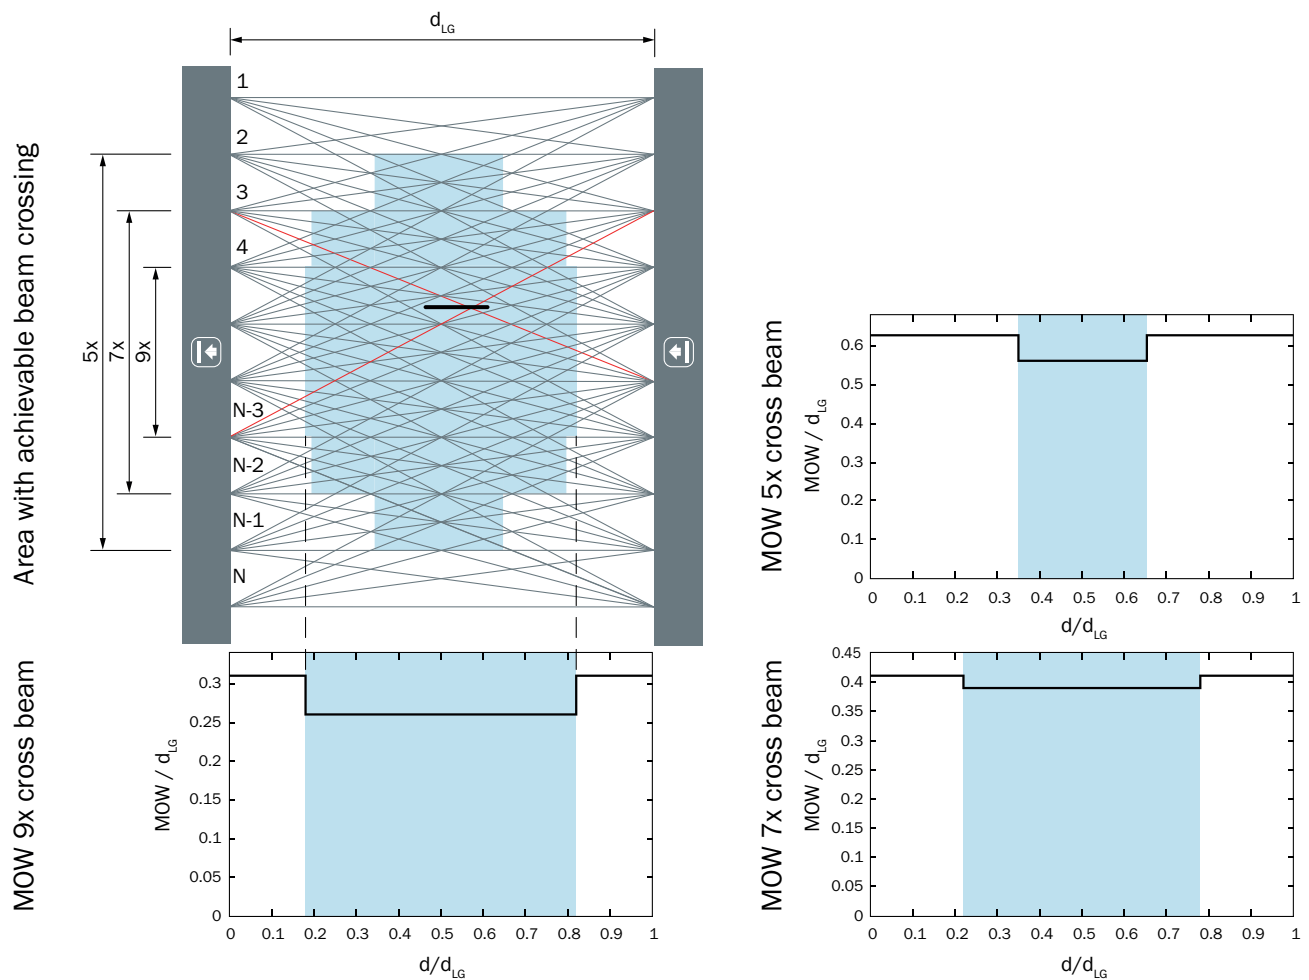 d_LG
Area with achievable beam crossing
5x
7x
9x
1
2
3
4
N-3
N-2
N-1
N
MOW 5x cross beam
MOW / d_LG
0.6
0.5
0.4
0.3
0.2
0.1
0
0 0.1 0.2 0.3 0.4 0.5 0.6 0.7 0.8 0.9 1
d/d_LG
MOW 9x cross beam
MOW / d_LG
0.3
0.25
0.2
0.15
0.1
0.05
0
0 0.1 0.2 0.3 0.4 0.5 0.6 0.7 0.8 0.9 1
d/d_LG
MOW 7x cross beam
MOW / d_LG
0.45
0.4
0.35
0.3
0.25
0.2
0.15
0.1
0.05
0
0 0.1 0.2 0.3 0.4 0.5 0.6 0.7 0.8 0.9 1
d/d_LG